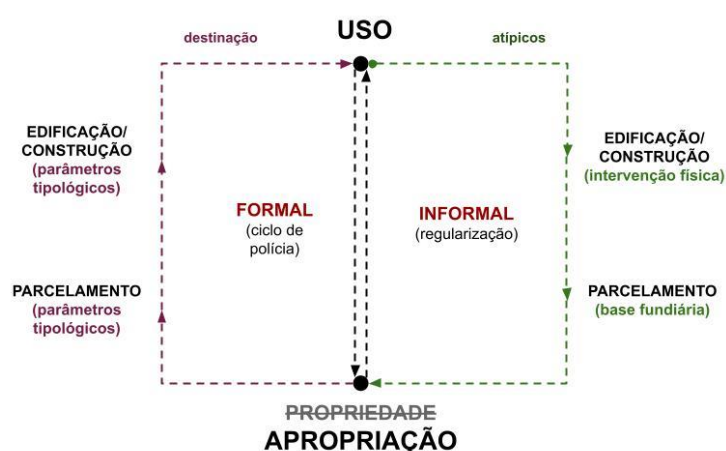 USO
destinação
atípicos
EDIFICAÇÃO/
CONSTRUÇÃO
(parâmetros
tipológicos)
EDIFICAÇÃO/
CONSTRUÇÃO
(intervenção física)
FORMAL
(ciclo de
polícia)
INFORMAL
(regularização)
PARCELAMENTO
(parâmetros
tipológicos)
PARCELAMENTO
(base fundiária)
PROPRIEDADE
APROPRIAÇÃO